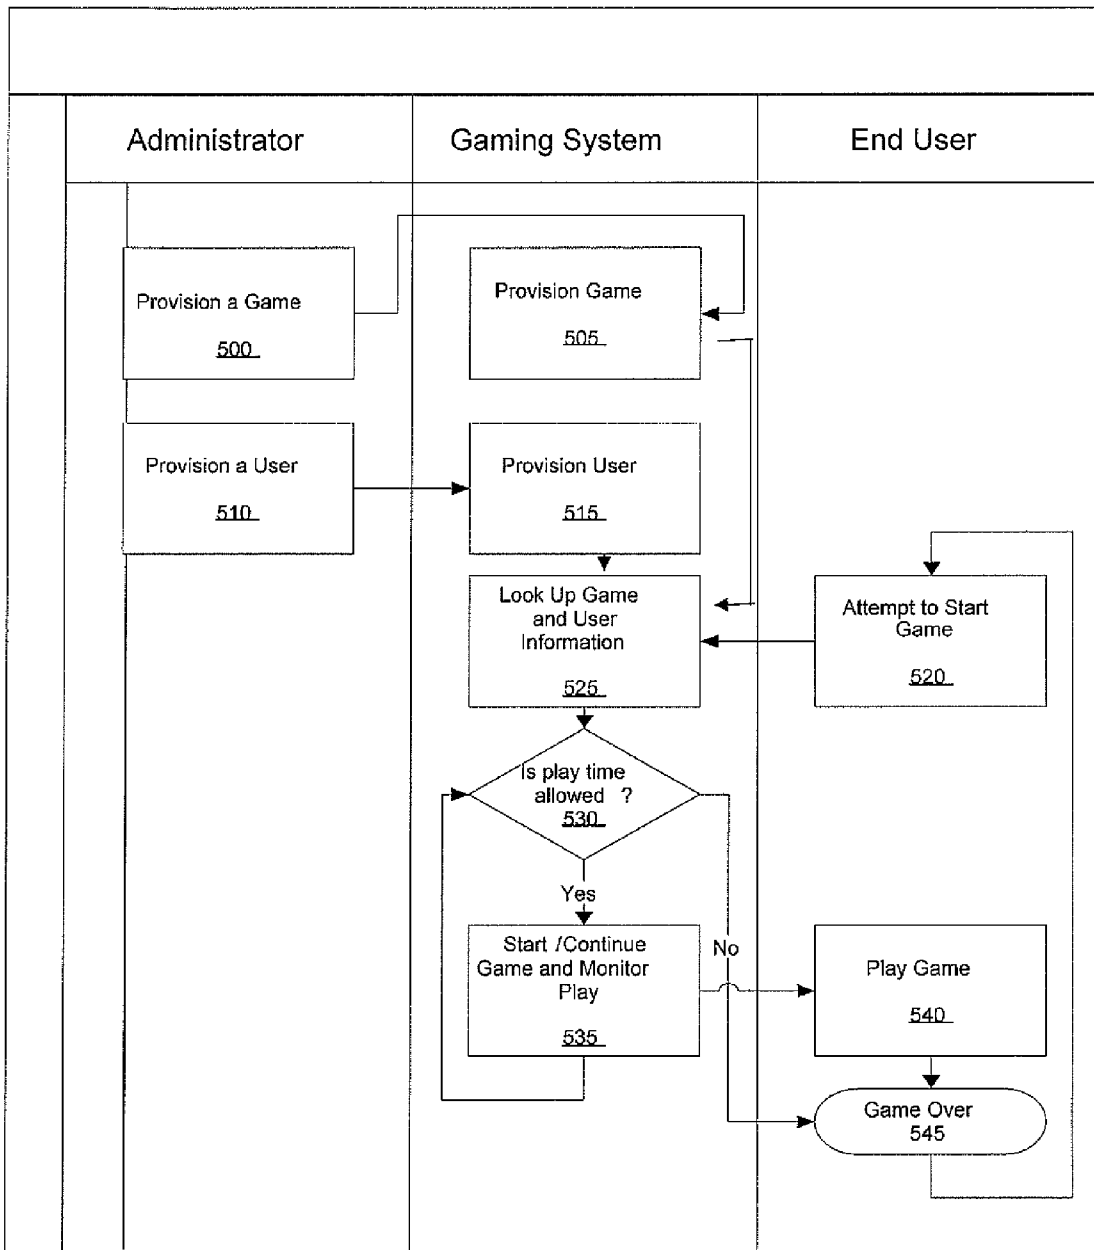 Administrator
Gaming System
End User
Provision a Game
500
Provision Game
505
Provision a User
510
Provision User
515
Look Up Game
and User
Information
525
Attempt to Start
Game
520
Is play time
allowed ?
530
Yes
No
Start /Continue
Game and Monitor
Play
535
Play Game
540
Game Over
545